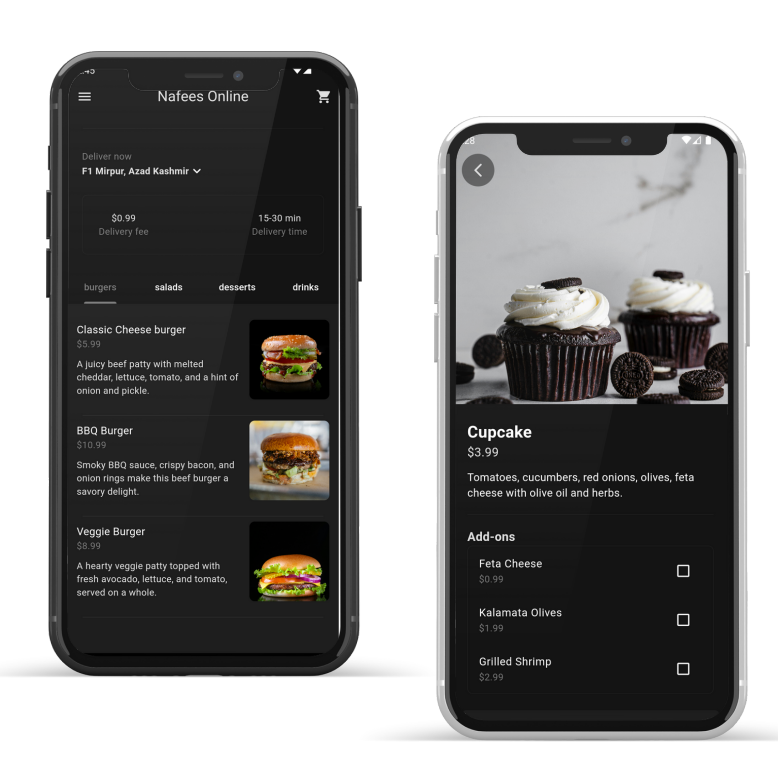 :45
Nafees Online
Deliver now
F1 Mirpur, Azad Kashmir
$0.99
15-30 min
Delivery fee
Delivery time
burgers salads desserts drinks
Classic Cheese burger
$5.99
A juicy beef patty with melted
cheddar, lettuce, tomato, and a hint of
onion and pickle.
BBQ Burger
$10.99
Smoky BBQ sauce, crispy bacon, and
onion rings make this beef burger a
savory delight.
Veggie Burger
$8.99
A hearty veggie patty topped with
fresh avocado, lettuce, and tomato,
served on a whole.
28
Cupcake
$3.99
Tomatoes, cucumbers, red onions, olives, feta
cheese with olive oil and herbs.
Add-ons
Feta Cheese
$0.99
Kalamata Olives
$1.99
Grilled Shrimp
$2.99